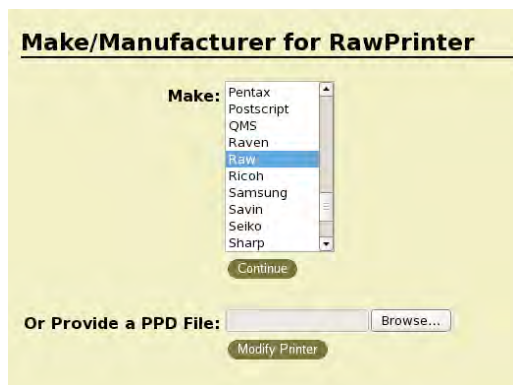 Make/Manufacturer for RawPrinter
Make:
Pentax
Postscript
QMS
Raven
Raw
Ricoh
Samsung
Savin
Seiko
Sharp
Continue
Or Provide a PPD File:
Browse...
Modify Printer